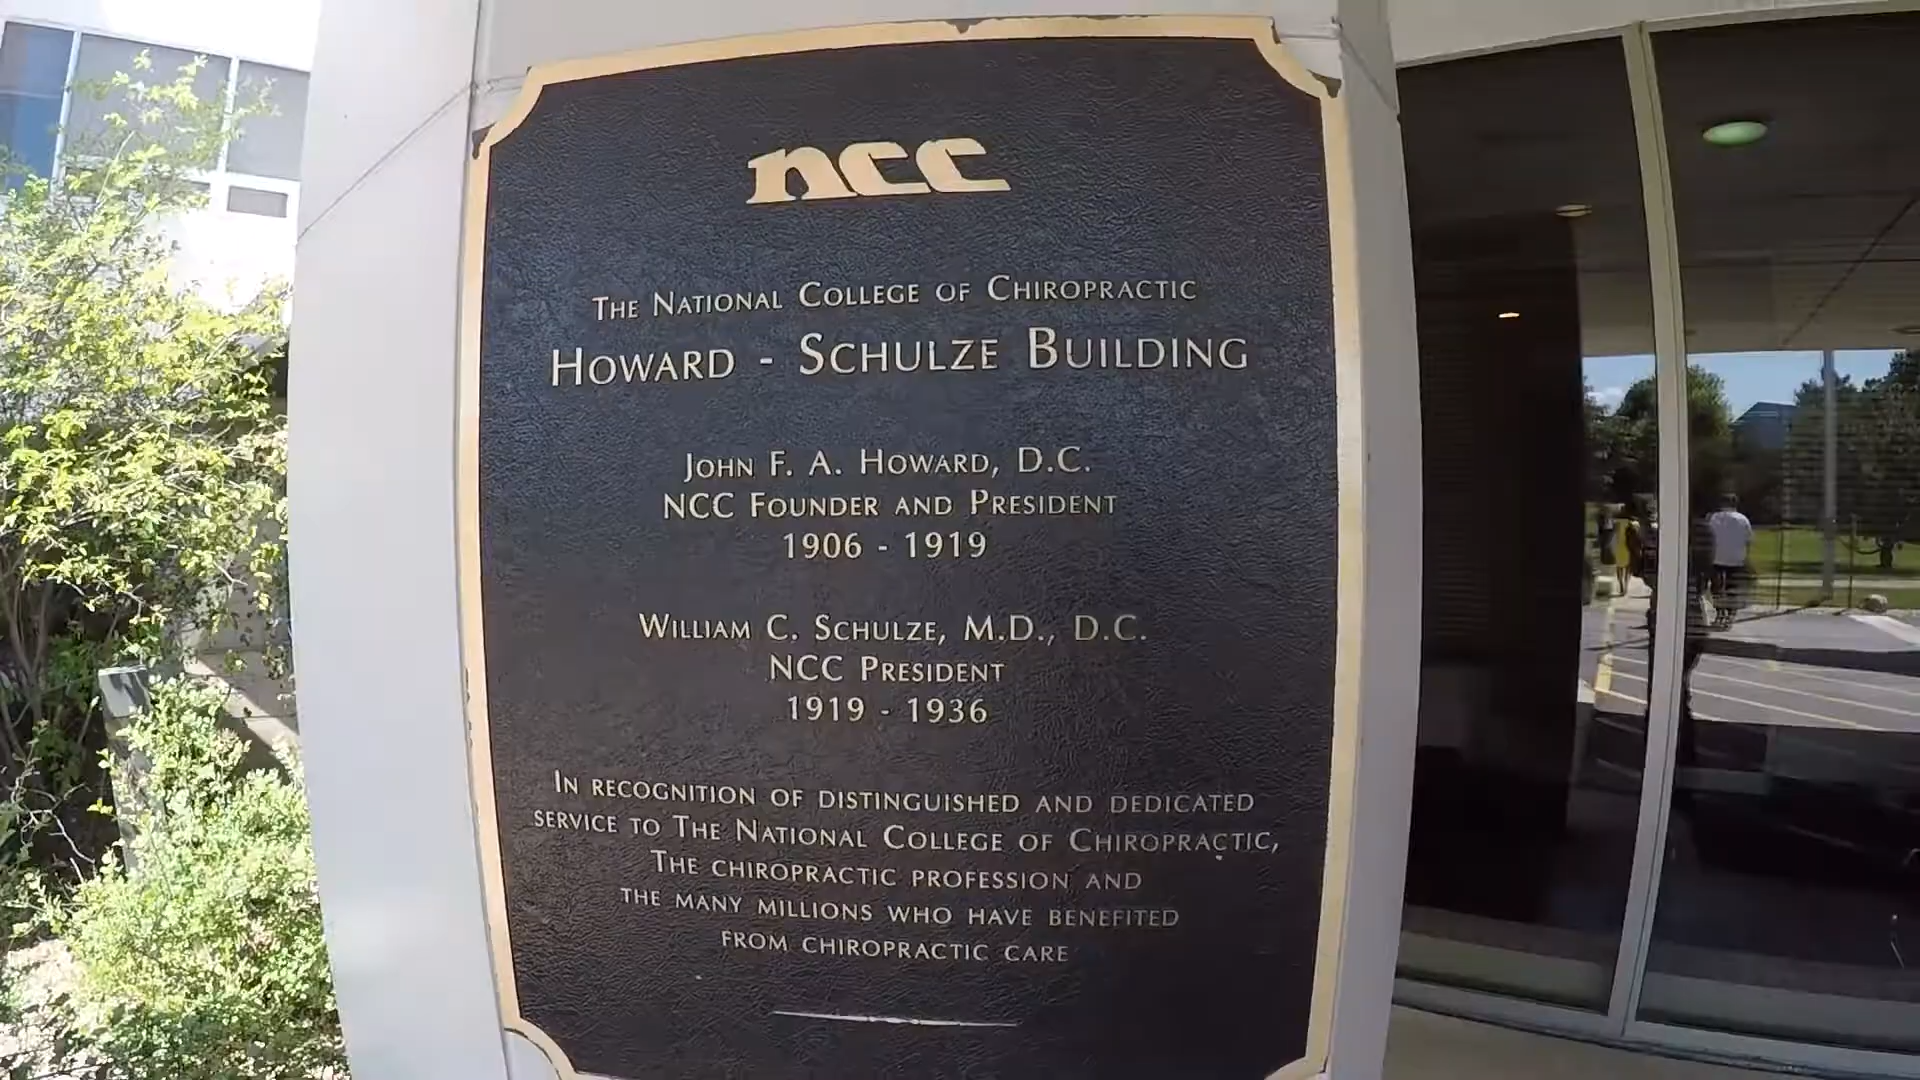 ncc
The National College of Chiropractic
Howard - Schulze Building
John F. A. Howard, D.C.
NCC Founder and President
1906 - 1919
William C. Schulze, M.D., D.C.
NCC President
1919 - 1936
In recognition of distinguished and dedicated
service to The National College of Chiropractic,
The chiropractic profession and
the many millions who have benefited
from chiropractic care